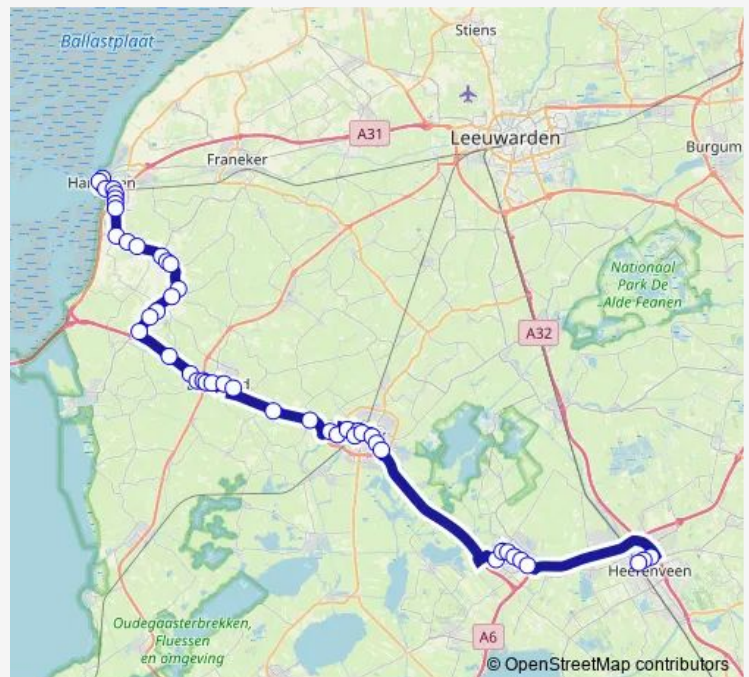 Stiens
Ballastplaat
A31
Leeuwarden
Burgum
Franeker
Nationaal
Park De
Alde Feanen
A32
Heerenveen
Oudegaasterbrekken,
Fluessen
en omgeving
A6
© OpenStreetMap contributors